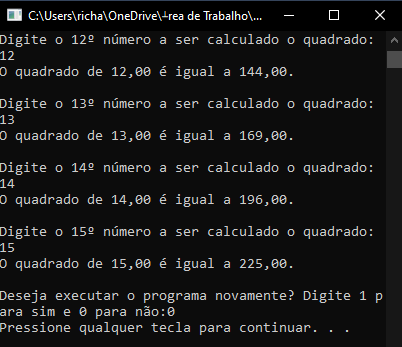 C:\Users\richa\OneDrive\┴rea de Trabalho\...
Digite o 12º número a ser calculado o quadrado:
12
O quadrado de 12,00 é igual a 144,00.
Digite o 13º número a ser calculado o quadrado:
13
O quadrado de 13,00 é igual a 169,00.
Digite o 14º número a ser calculado o quadrado:
14
O quadrado de 14,00 é igual a 196,00.
Digite o 15º número a ser calculado o quadrado:
15
O quadrado de 15,00 é igual a 225,00.
Deseja executar o programa novamente? Digite 1 p
ara sim e 0 para não:0
Pressione qualquer tecla para continuar. . .